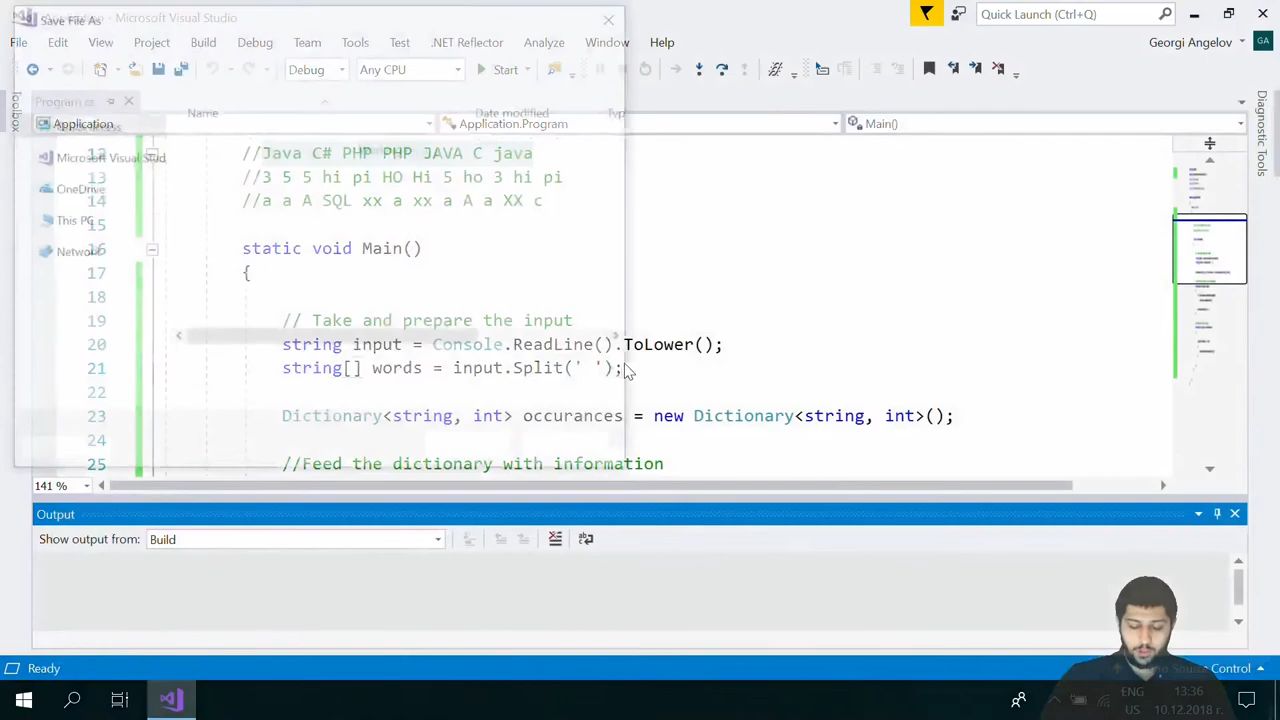 Save File As
- Microsoft Visual Studio
Quick Launch (Ctrl+Q)
File Edit View Project Build Debug Team Tools Test .NET Reflector Analyze Window Help
Georgi Angelov
GA
Debug Any CPU Start
Program
Name Date modified Typ
Application Application.Program Main()
Toolbox
Diagnostic Tools
Microsoft Visual Stud
OneDrive
This PC
Network
12 //Java C# PHP PHP JAVA C java
13 //3 5 5 hi pi HO Hi 5 ho 3 hi pi
14 //a a A SQL xx a xx a A a XX c
15
16 static void Main()
17 {
18
19 // Take and prepare the input
20 string input = Console.ReadLine().ToLower();
21 string[] words = input.Split(' ');
22
23 Dictionary<string, int> occurances = new Dictionary<string, int>();
24
25 //Feed the dictionary with information
141 %
Output
Show output from: Build
Ready
Source Control
ENG
US
13:36
10.12.2018 г.